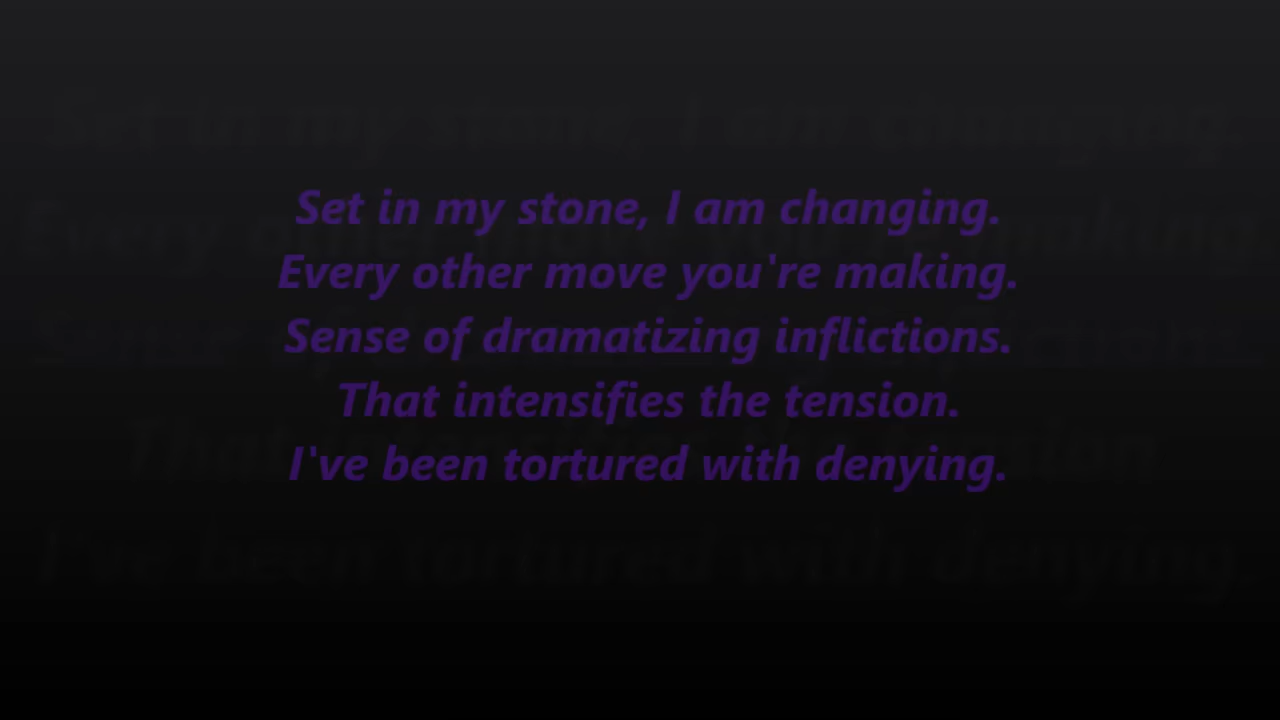 Set in my stone, I am changing.
Every other move you're making.
Sense of dramatizing inflictions.
That intensifies the tension.
I've been tortured with denying.